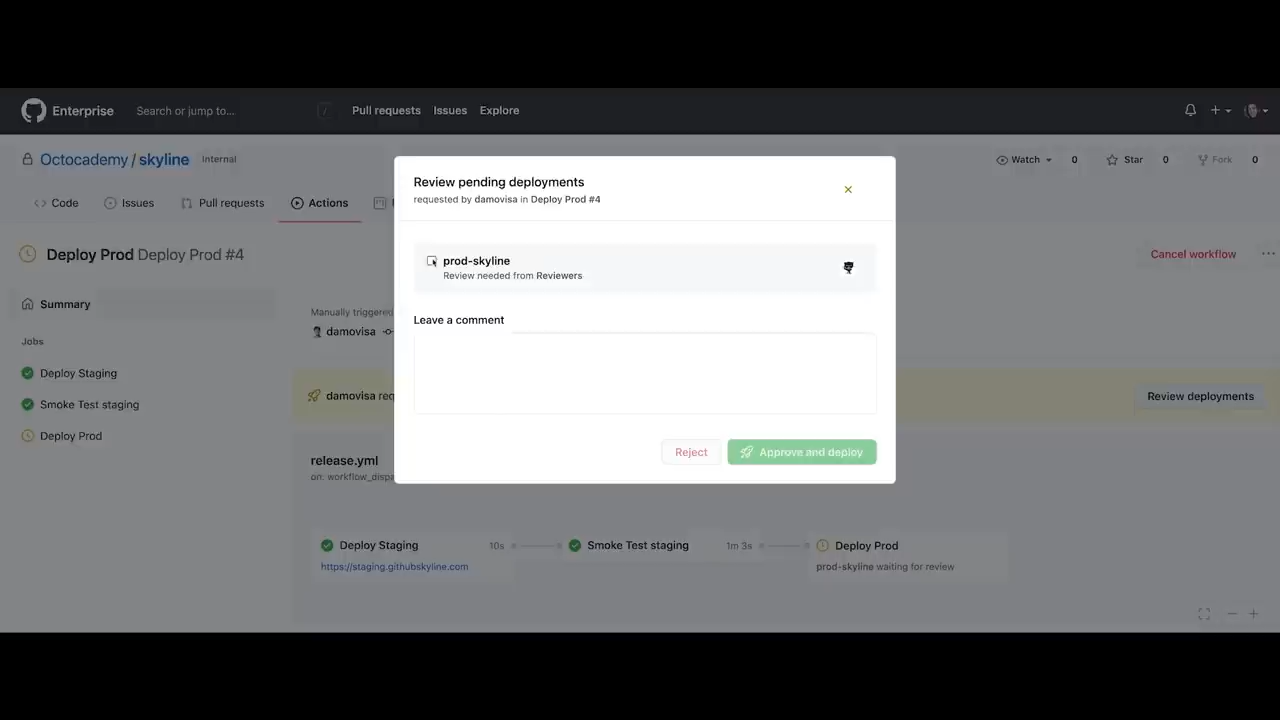 Enterprise
Search or jump to...
/
Pull requests
Issues
Explore
Octocademy / skyline
Internal
Watch
0
Star
0
Fork
0
Code
Issues
Pull requests
Actions
Deploy Prod Deploy Prod #4
Cancel workflow
Summary
Jobs
Deploy Staging
Smoke Test staging
Deploy Prod
Manually triggered
damovisa
damovisa
Review deployments
release.yml
on:
Deploy Staging
10s
https://staging.githubskyline.com
Smoke Test staging
1m 3s
Deploy Prod
prod-skyline waiting for review
Review pending deployments
requested by damovisa in Deploy Prod #4
prod-skyline
Review needed from Reviewers
Leave a comment
Reject
Approve and deploy